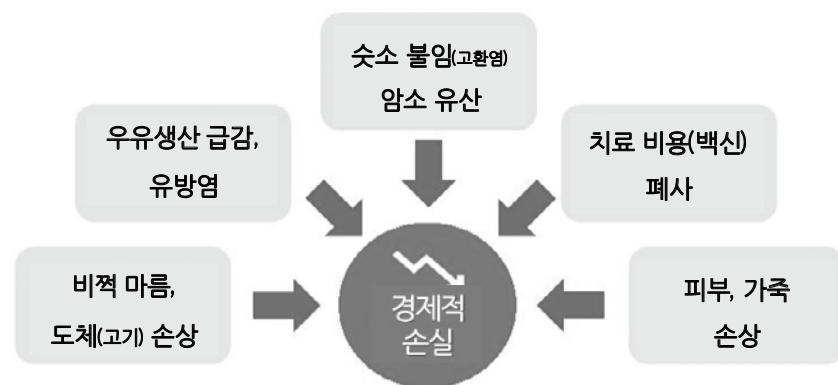 숫소 불임(고환염)
암소 유산
우유생산 급감,
유방염
치료 비용(백신)
폐사
비쩍 마름,
도체(고기) 손상
피부, 가죽
손상
경제적
손실